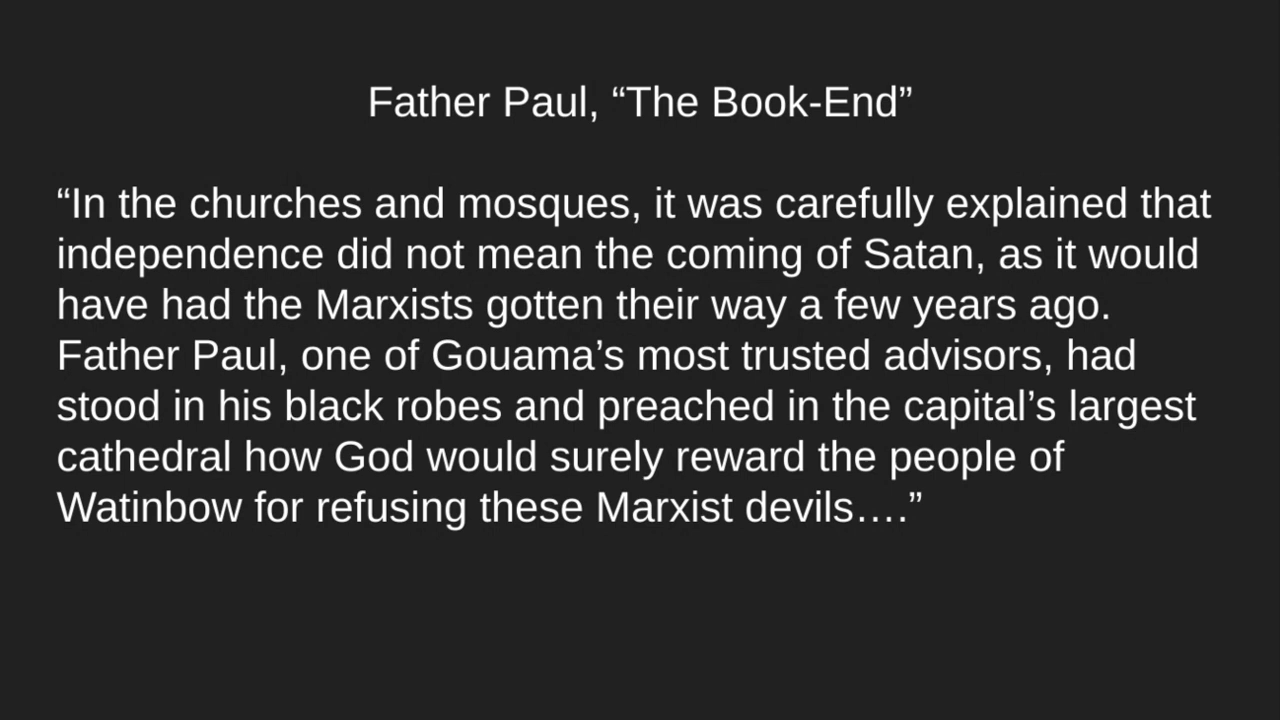 Father Paul, “The Book-End”
“In the churches and mosques, it was carefully explained that
independence did not mean the coming of Satan, as it would
have had the Marxists gotten their way a few years ago.
Father Paul, one of Gouama’s most trusted advisors, had
stood in his black robes and preached in the capital’s largest
cathedral how God would surely reward the people of
Watinbow for refusing these Marxist devils….”